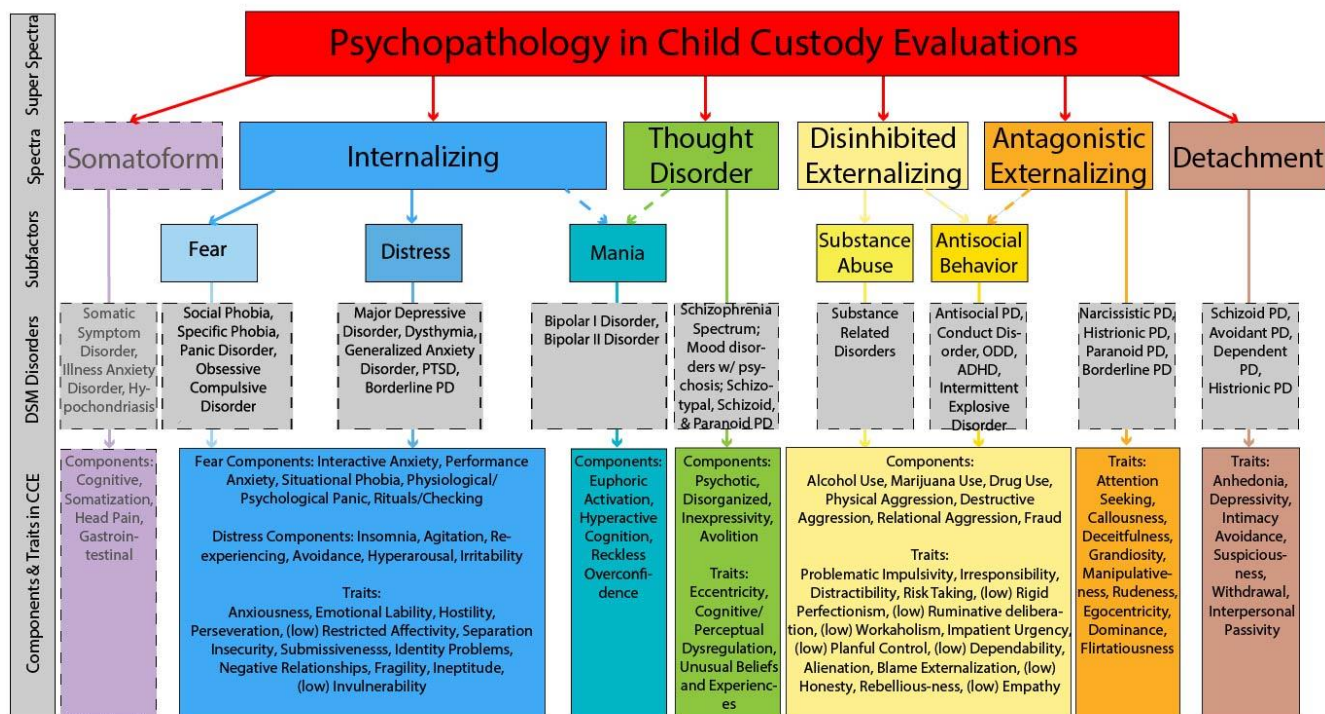 Psychopathology in Child Custody Evaluations
Super Spectra
Spectra
Somatoform
Internalizing
Thought
Disorder
Disinhibited
Externalizing
Antagonistic
Externalizing
Detachment
Subfactors
Fear
Distress
Mania
Substance
Abuse
Antisocial
Behavior
DSM Disorders
Somatic
Symptom
Disorder,
Illness Anxiety
Disorder, Hy-
pochondriasis
Social Phobia,
Specific Phobia,
Panic Disorder,
Obsessive
Compulsive
Disorder
Major Depressive
Disorder, Dysthymia,
Generalized Anxiety
Disorder, PTSD,
Borderline PD
Bipolar I Disorder,
Bipolar II Disorder
Schizophrenia
Spectrum;
Mood disor-
ders w/ psy-
chosis; Schizo-
typal, Schizoid,
& Paranoid PD
Substance
Related
Disorders
Antisocial PD,
Conduct Dis-
order, ODD,
ADHD,
Intermittent
Explosive
Disorder
Narcissistic PD,
Histrionic PD,
Paranoid PD,
Borderline PD
Schizoid PD,
Avoidant PD,
Dependent
PD,
Histrionic PD
Components & Traits in CCE
Components:
Cognitive,
Somatization,
Head Pain,
Gastroin-
testinal
Fear Components: Interactive Anxiety, Performance
Anxiety, Situational Phobia, Physiological/
Psychological Panic, Rituals/Checking
Distress Components: Insomnia, Agitation, Re-
experiencing, Avoidance, Hyperarousal, Irritability
Traits:
Anxiousness, Emotional Lability, Hostility,
Perseveration, (low) Restricted Affectivity, Separation
Insecurity, Submissivenesss, Identity Problems,
Negative Relationships, Fragility, Ineptitude,
(low) Invulnerability
Components:
Euphoric
Activation,
Hyperactive
Cognition,
Reckless
Overconfi-
dence
Components:
Psychotic,
Disorganized,
Inexpressivity,
Avolition
Traits:
Eccentricity,
Cognitive/
Perceptual
Dysregulation,
Unusual Beliefs
and Experienc-
es
Components:
Alcohol Use, Marijuana Use, Drug Use,
Physical Aggression, Destructive
Aggression, Relational Aggression, Fraud
Traits:
Problematic Impulsivity, Irresponsibility,
Distractibility, Risk Taking, (low) Rigid
Perfectionism, (low) Ruminative delibera-
tion, (low) Workaholism, Impatient Urgency,
(low) Planful Control, (low) Dependability,
Alienation, Blame Externalization, (low)
Honesty, Rebellious-ness, (low) Empathy
Traits:
Attention
Seeking,
Callousness,
Deceitfulness,
Grandiosity,
Manipulative-
ness, Rudeness,
Egocentricity,
Dominance,
Flirtatiousness
Traits:
Anhedonia,
Depressivity,
Intimacy
Avoidance,
Suspicious-
ness,
Withdrawal,
Interpersonal
Passivity